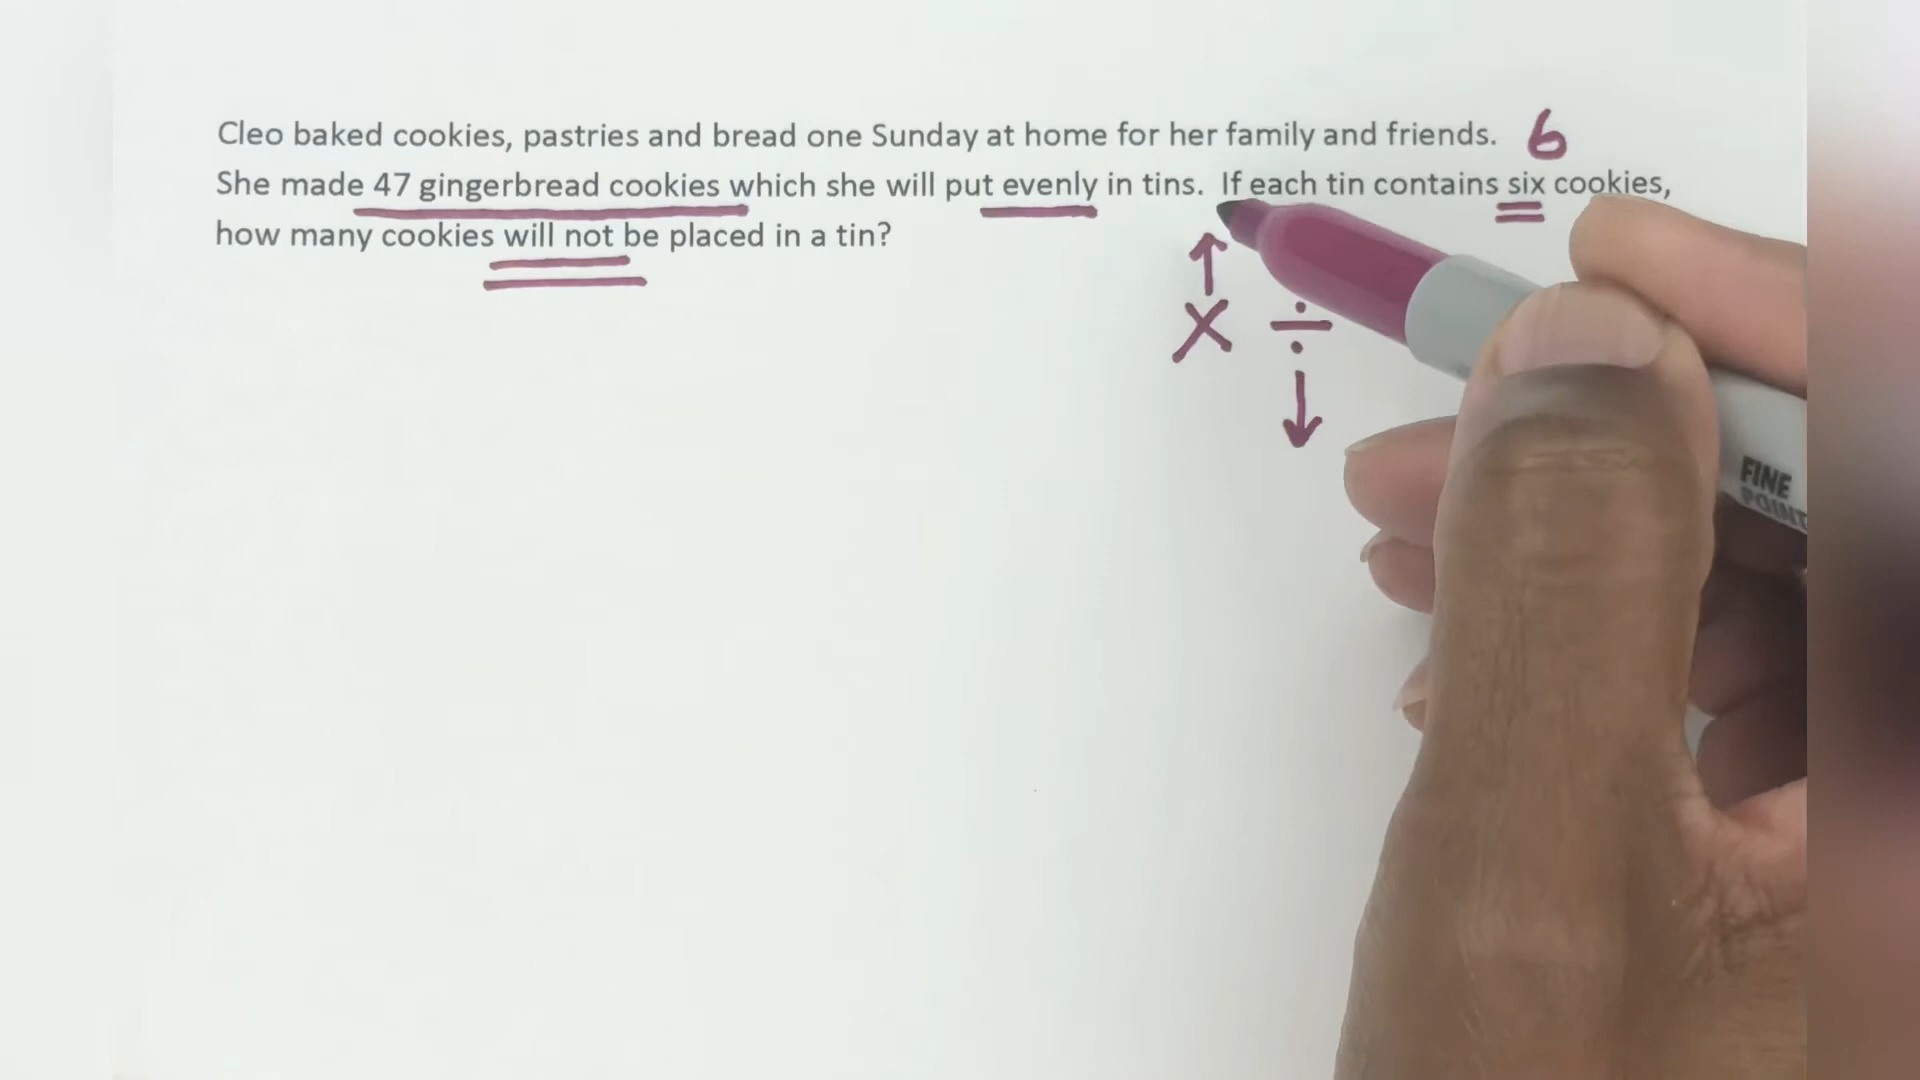 Cleo baked cookies, pastries and bread one Sunday at home for her family and friends. 6
She made 47 gingerbread cookies which she will put evenly in tins. If each tin contains six cookies,
how many cookies will not be placed in a tin?
↑
× ÷
↓
FINE
POINT